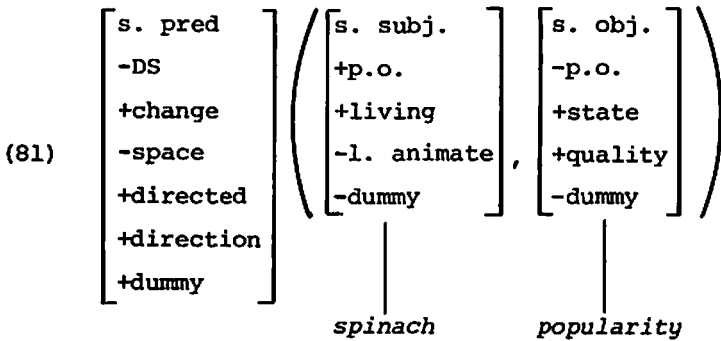 s. pred
-DS
+change
(81) -space
+directed
+direction
+dummy
s. subj.
+p.o.
+living
-l. animate
-dummy
,
s. obj.
-p.o.
+state
+quality
-dummy
spinach popularity